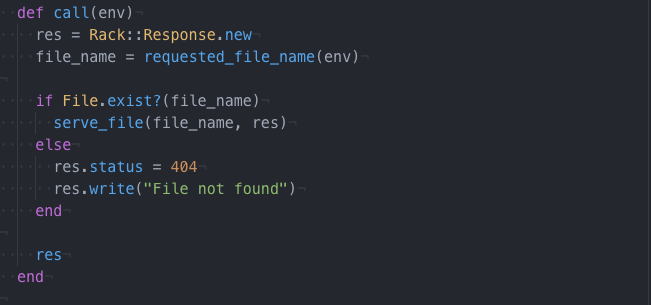 def call(env)
  res = Rack::Response.new
  file_name = requested_file_name(env)

  if File.exist?(file_name)
    serve_file(file_name, res)
  else
    res.status = 404
    res.write("File not found")
  end

  res
end